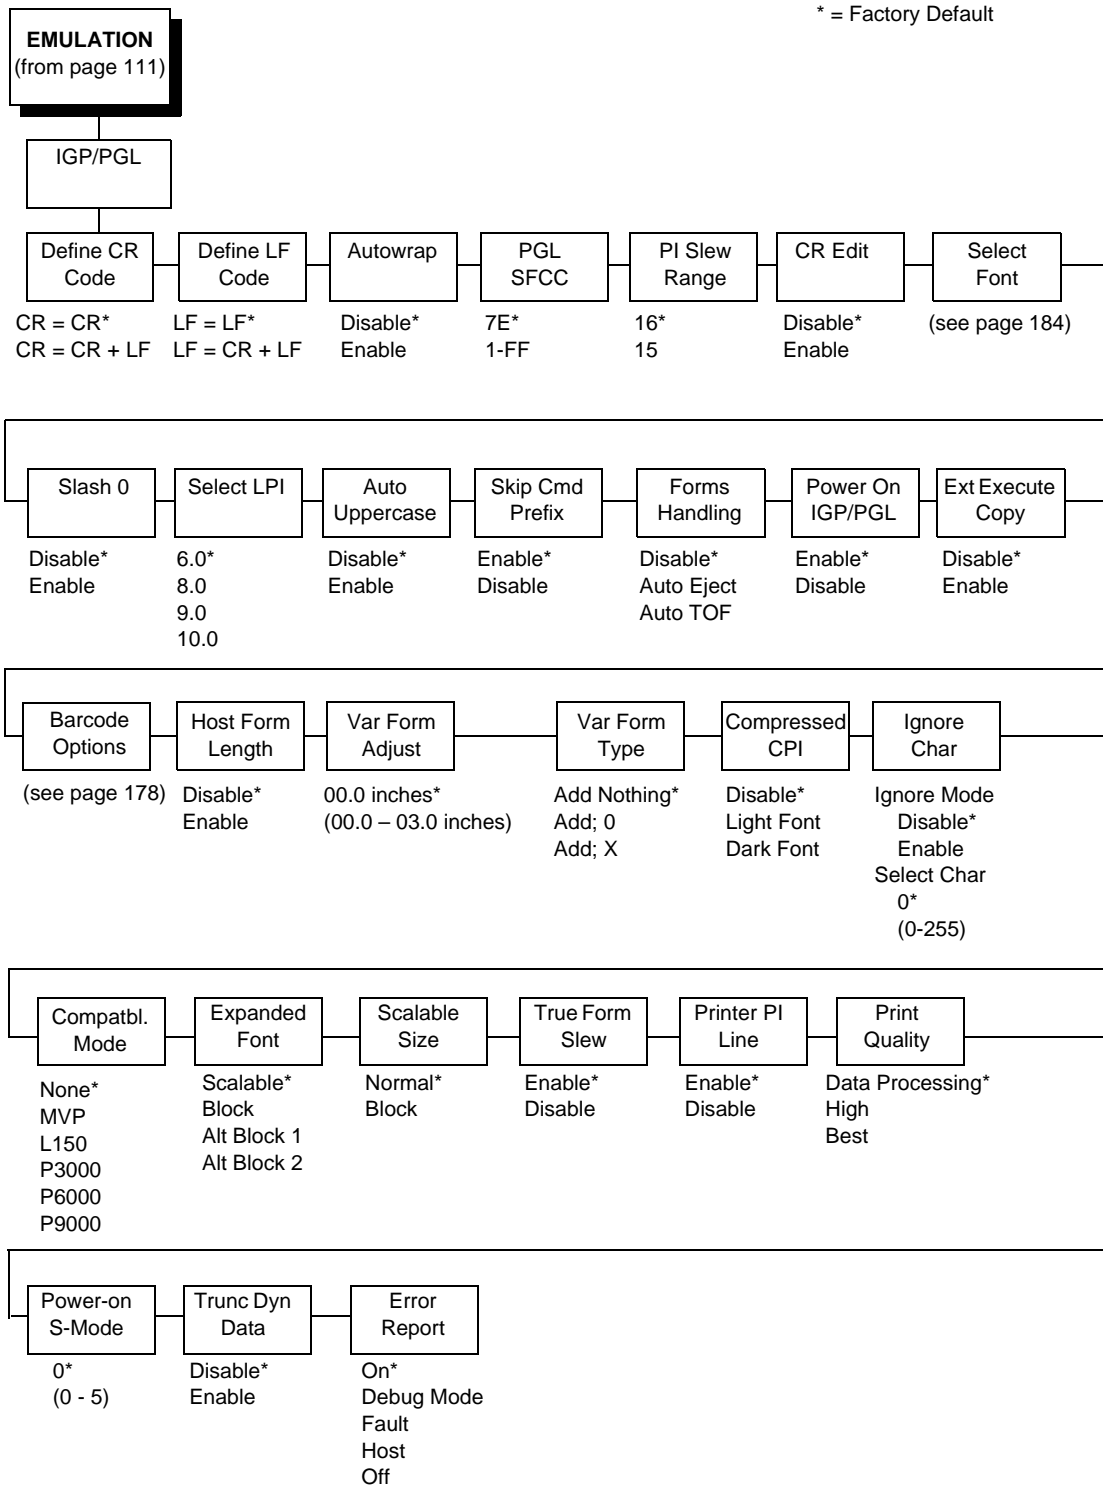 * = Factory Default
EMULATION
(from page 111)
IGP/PGL
Define CR
Code
CR = CR*
CR = CR + LF
Define LF
Code
LF = LF*
LF = CR + LF
Autowrap
Disable*
Enable
PGL
SFCC
7E*
1-FF
PI Slew
Range
16*
15
CR Edit
Disable*
Enable
Select
Font
(see page 184)
Slash 0
Disable*
Enable
Select LPI
6.0*
8.0
9.0
10.0
Auto
Uppercase
Disable*
Enable
Skip Cmd
Prefix
Enable*
Disable
Forms
Handling
Disable*
Auto Eject
Auto TOF
Power On
IGP/PGL
Enable*
Disable
Ext Execute
Copy
Disable*
Enable
Barcode
Options
(see page 178)
Host Form
Length
Disable*
Enable
Var Form
Adjust
00.0 inches*
(00.0 – 03.0 inches)
Var Form
Type
Add Nothing*
Add; 0
Add; X
Compressed
CPI
Disable*
Light Font
Dark Font
Ignore
Char
Ignore Mode
Disable*
Enable
Select Char
0*
(0-255)
Compatbl.
Mode
None*
MVP
L150
P3000
P6000
P9000
Expanded
Font
Scalable*
Block
Alt Block 1
Alt Block 2
Scalable
Size
Normal*
Block
True Form
Slew
Enable*
Disable
Printer PI
Line
Enable*
Disable
Print
Quality
Data Processing*
High
Best
Power-on
S-Mode
0*
(0 - 5)
Trunc Dyn
Data
Disable*
Enable
Error
Report
On*
Debug Mode
Fault
Host
Off